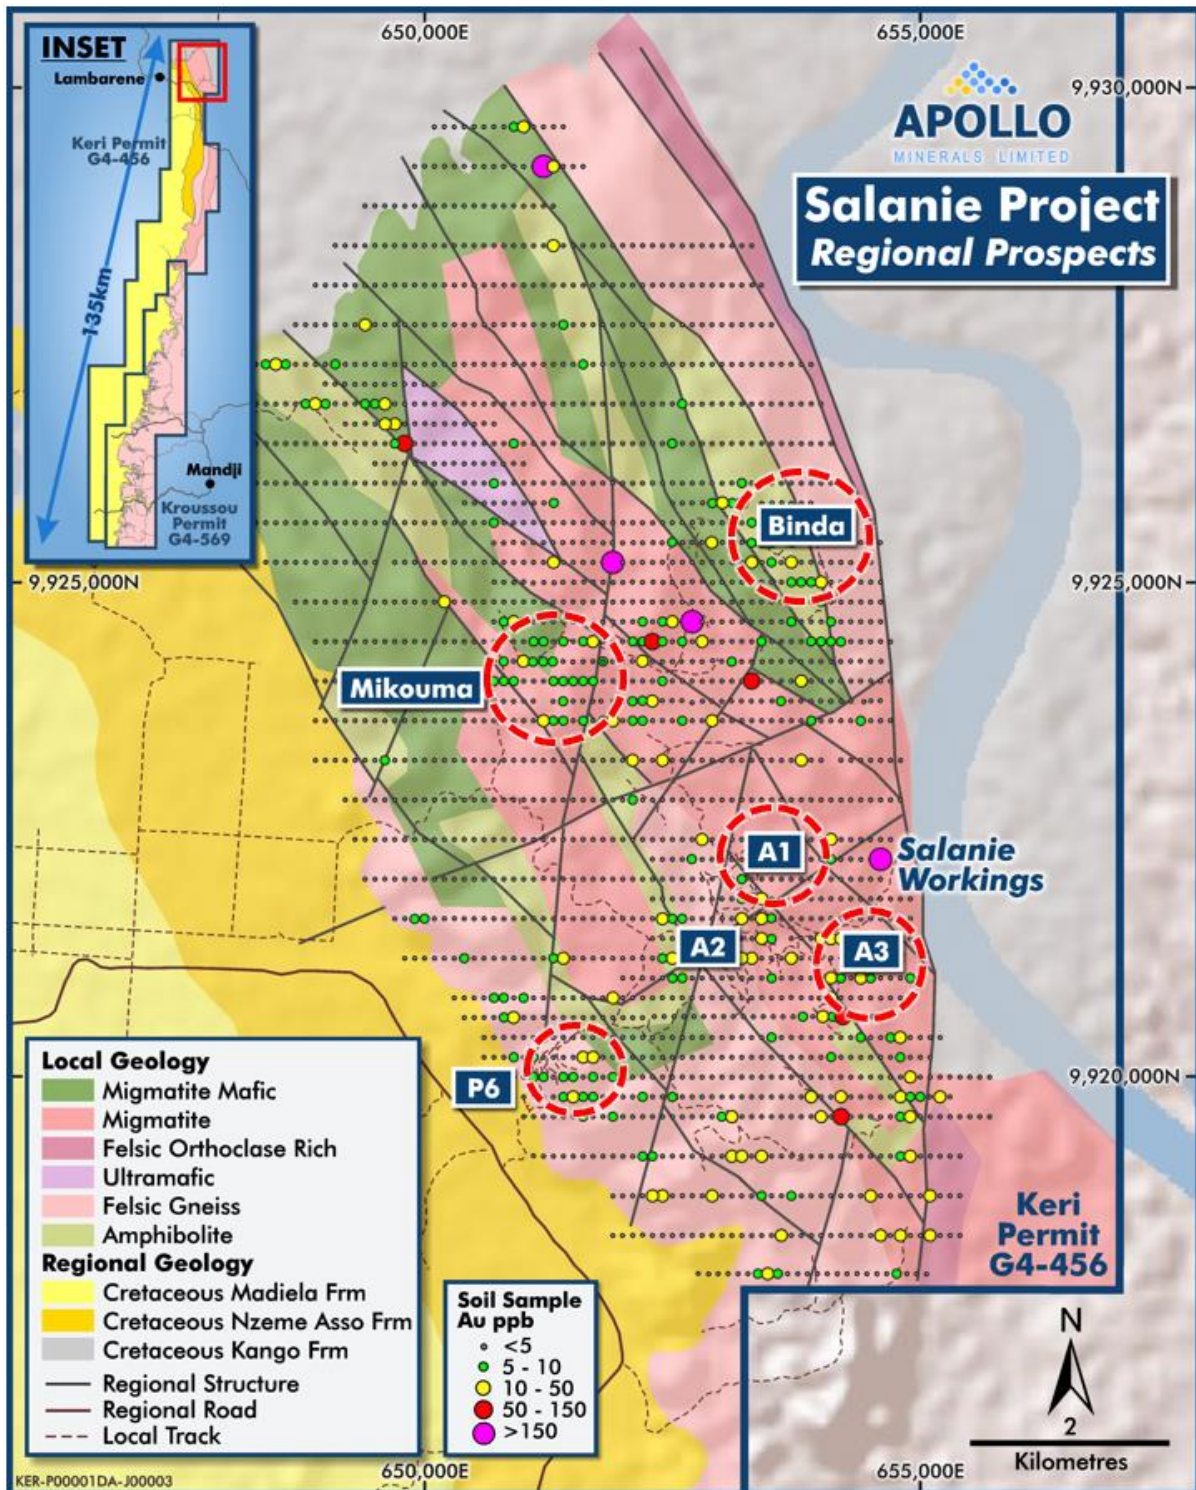 650,000E
655,000E
INSET
Lambarene
Keri Permit
G4-456
135km
Mandji
Kroussou
Permit
G4-569
9,930,000N
APOLLO
MINERALS LIMITED
Salanie Project
Regional Prospects
Binda
9,925,000N
9,925,000N
Mikouma
A1
Salanie
Workings
A2
A3
9,920,000N
P6
Keri
Permit
G4-456
Local Geology
Migmatite Mafic
Migmatite
Felsic Orthoclase Rich
Ultramafic
Felsic Gneiss
Amphibolite
Regional Geology
Cretaceous Madiela Frm
Cretaceous Nzeme Asso Frm
Cretaceous Kango Frm
Regional Structure
Regional Road
Local Track
Soil Sample
Au ppb
<5
5 - 10
10 - 50
50 - 150
>150
N
2
Kilometres
650,000E
655,000E
KER-P00001DA-J00003